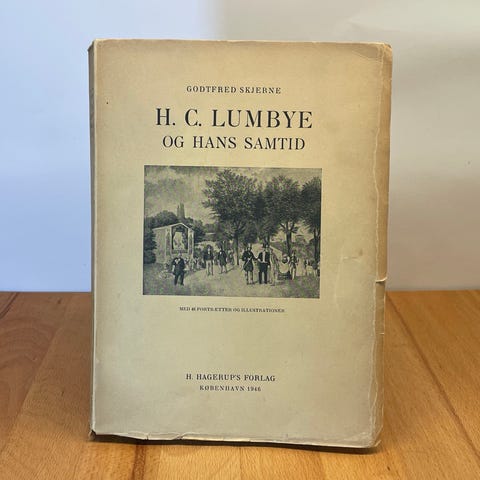 GODTFRED SKJERNE
H. C. LUMBYE
OG HANS SAMTID
MED 46 PORTRÆTTER OG ILLUSTRATIONER
H. HAGERUP'S FORLAG
KØBENHAVN 1946